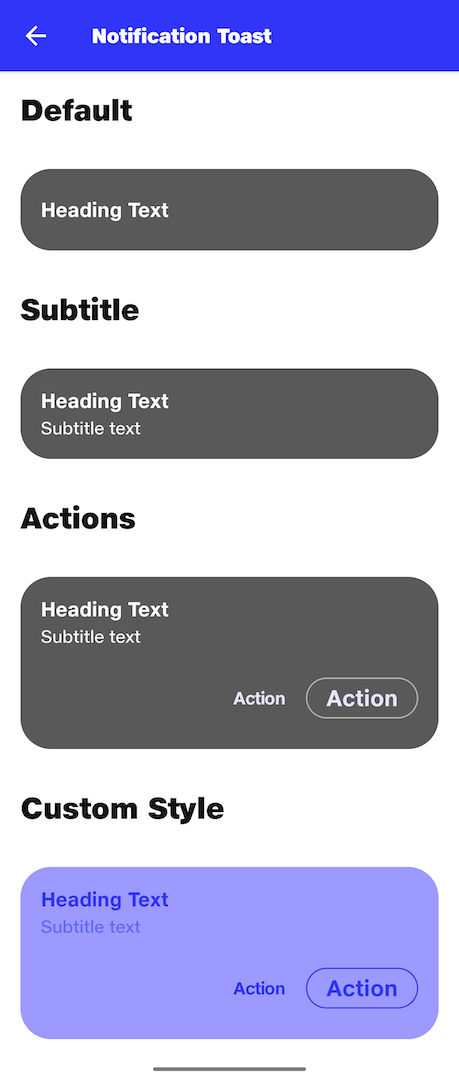 Notification Toast
Default
Heading Text
Subtitle
Heading Text
Subtitle text
Actions
Heading Text
Subtitle text
Action Action
Custom Style
Heading Text
Subtitle text
Action Action